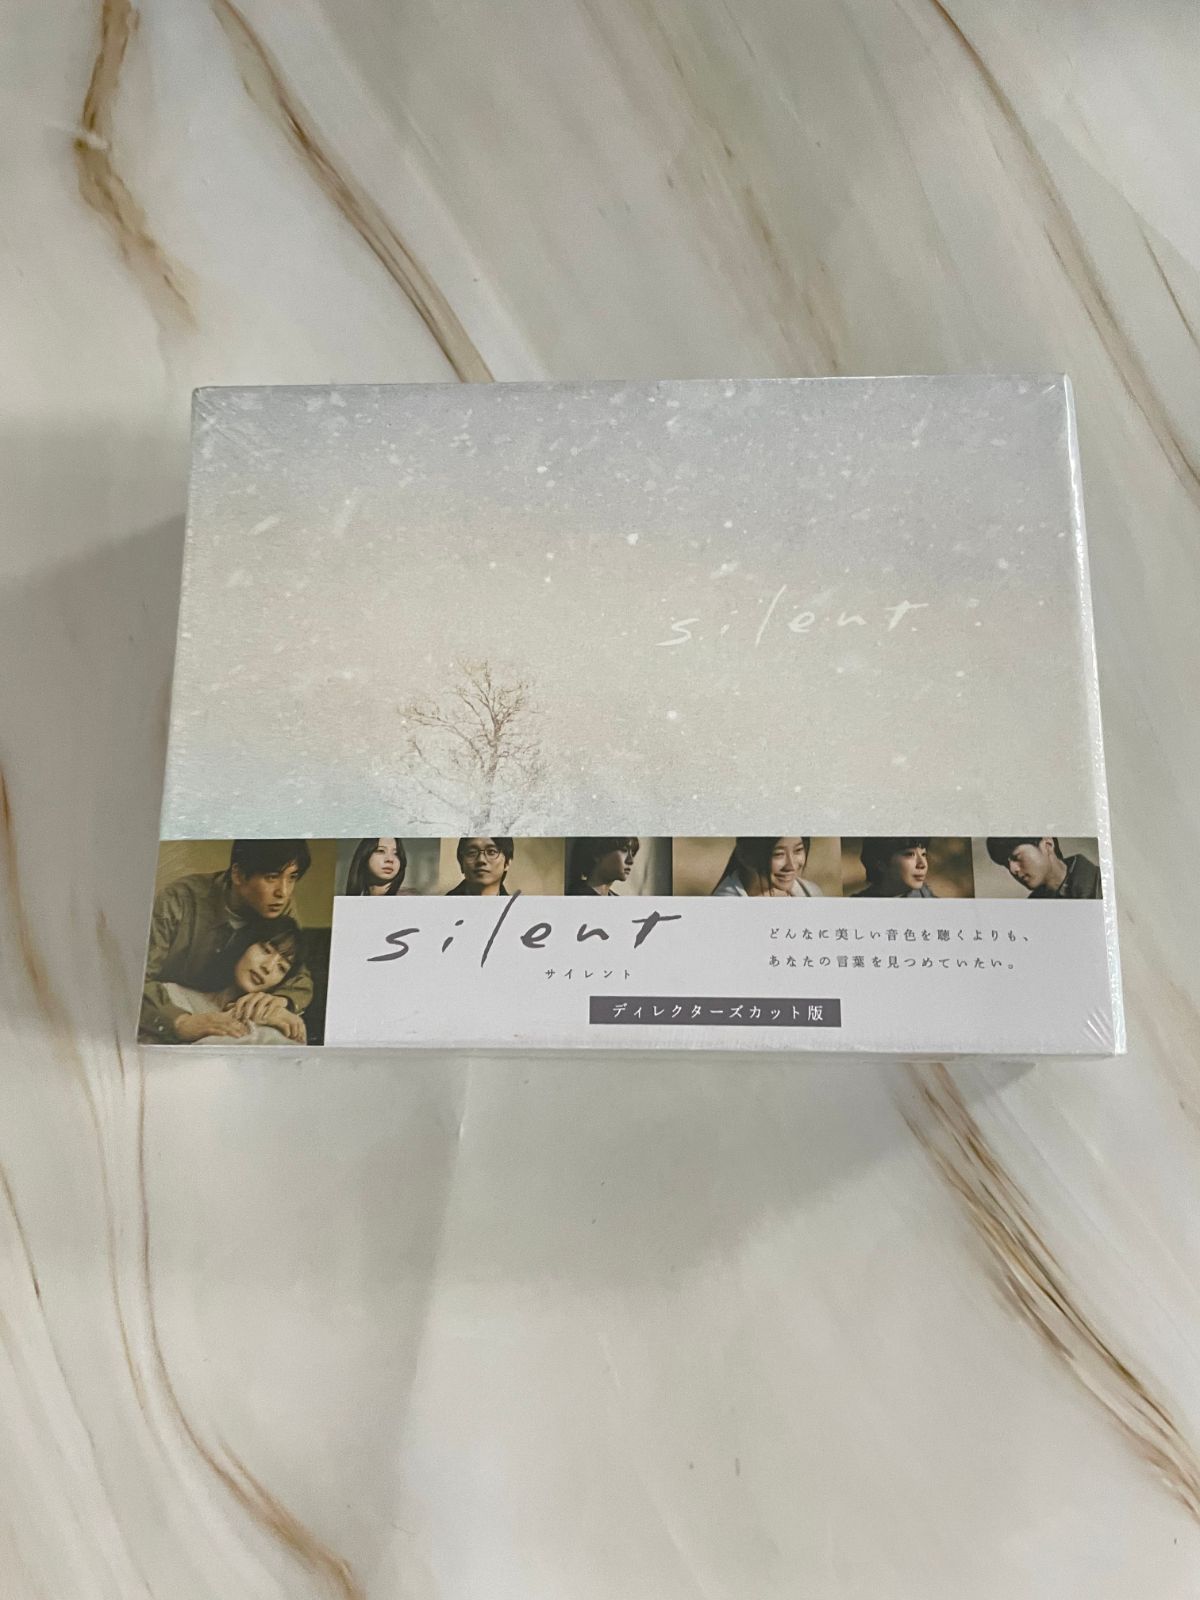 silent
silent
サイレント
どんなに美しい音色を聴くよりも、
あなたの言葉を見つめていたい。
ディレクターズカット版